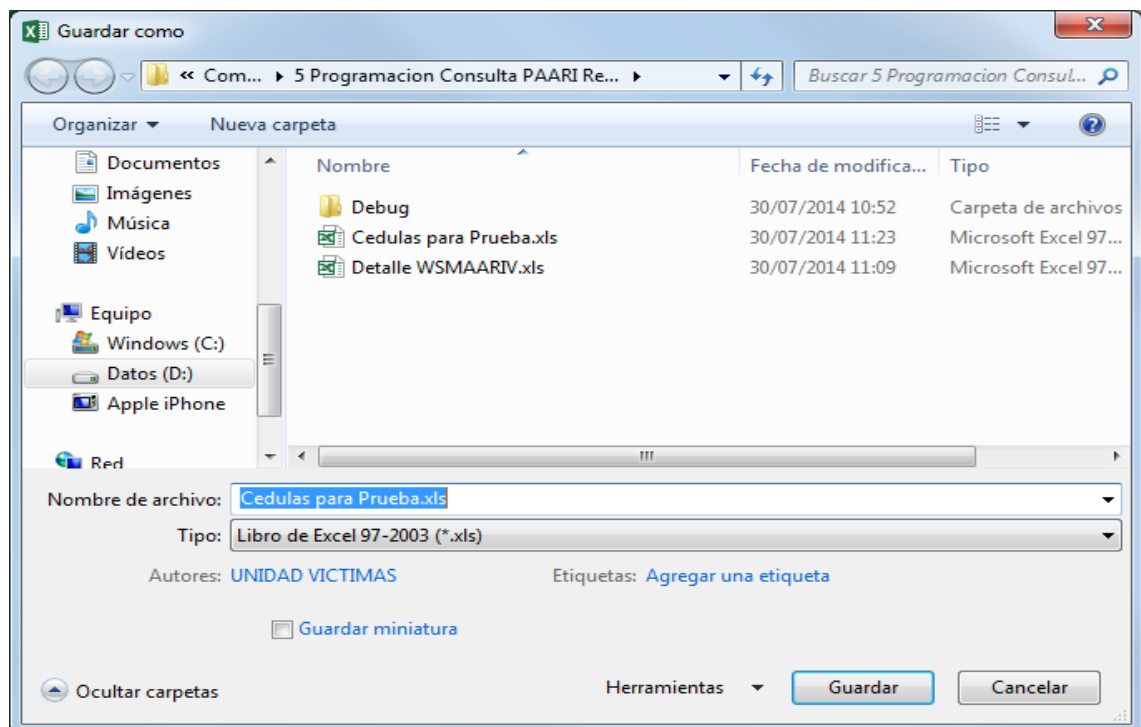 Guardar como
« Com... 5 Programacion Consulta PAARI Re...
Buscar 5 Programacion Consul...
Organizar
Nueva carpeta
Documentos
Imágenes
Música
Vídeos
Equipo
Windows (C:)
Datos (D:)
Apple iPhone
Red
Nombre Fecha de modifica... Tipo
Debug 30/07/2014 10:52 Carpeta de archivos
Cedulas para Prueba.xls 30/07/2014 11:23 Microsoft Excel 97...
Detalle WSMAARIV.xls 30/07/2014 11:09 Microsoft Excel 97...
Nombre de archivo: Cedulas para Prueba.xls
Tipo: Libro de Excel 97-2003 (*.xls)
Autores: UNIDAD VICTIMAS Etiquetas: Agregar una etiqueta
Guardar miniatura
Ocultar carpetas
Herramientas Guardar Cancelar